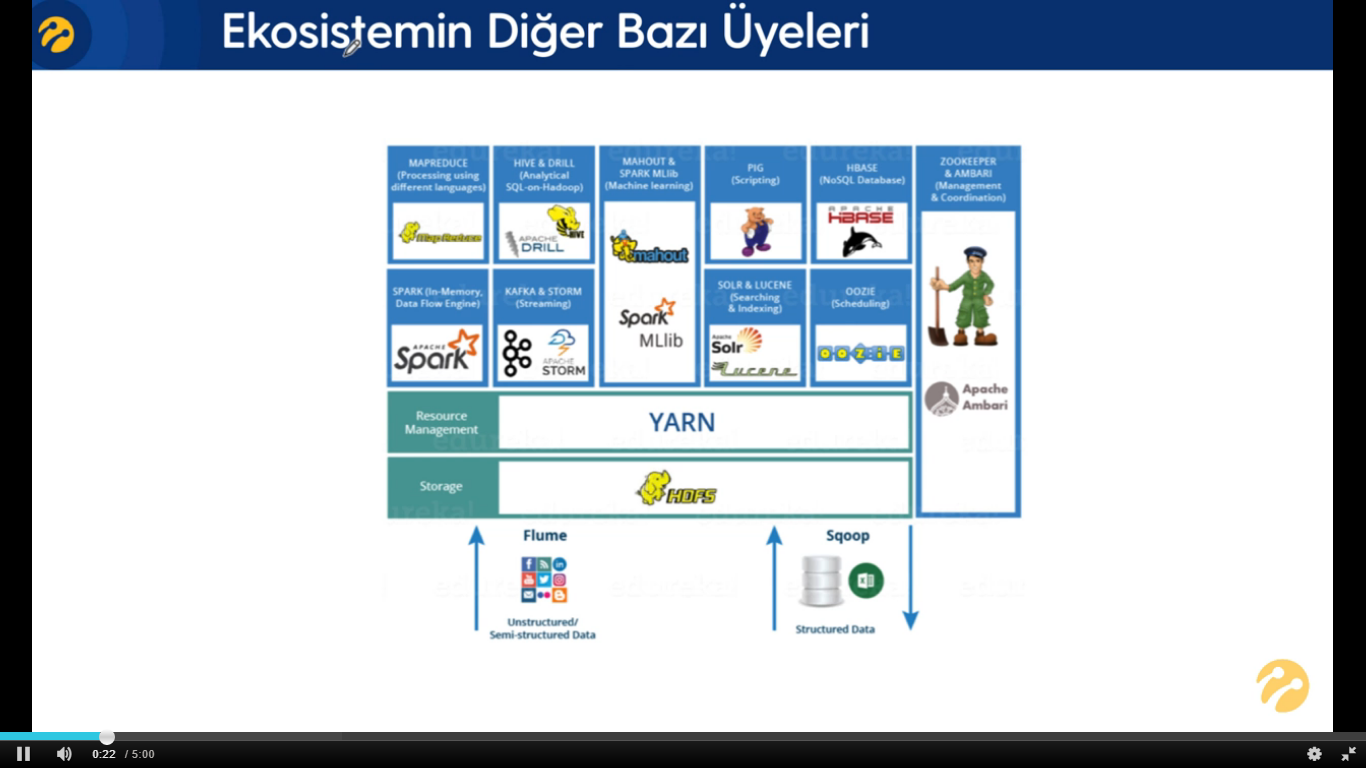 Ekosistemin Diğer Bazı Üyeleri
MAPREDUCE
(Processing using
different languages)
Map Reduce
HIVE & DRILL
(Analytical
SQL-on-Hadoop)
HIVE
APACHE
DRILL
MAHOUT &
SPARK MLlib
(Machine learning)
mahout
Spark
MLlib
PIG
(Scripting)
HBASE
(NoSQL Database)
APACHE
HBASE
ZOOKEEPER
& AMBARI
(Management
& Coordination)
Apache
Ambari
SPARK (In-Memory,
Data Flow Engine)
APACHE
Spark
KAFKA & STORM
(Streaming)
APACHE
STORM
SOLR & LUCENE
(Searching
& Indexing)
Apache
Solr
Lucene
OOZIE
(Scheduling)
OOZIE
Resource
Management
YARN
Storage
HDFS
Flume
Unstructured/
Semi-structured Data
Sqoop
Structured Data
edureka!
0:22 / 5:00